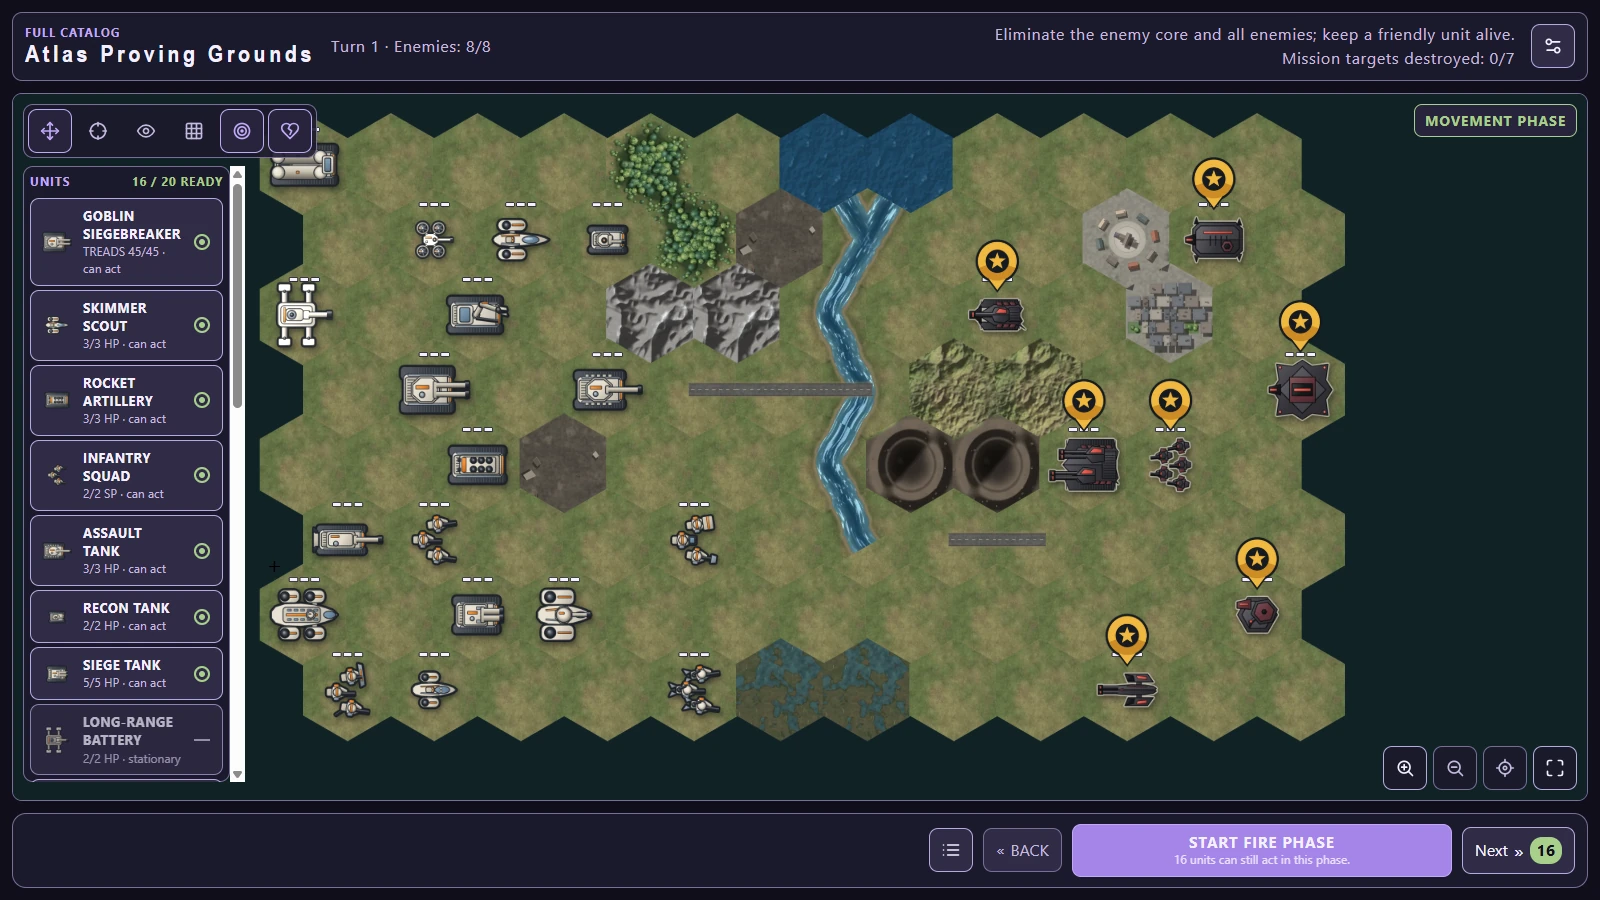 FULL CATALOG
Atlas Proving Grounds
Turn 1 · Enemies: 8/8
Eliminate the enemy core and all enemies; keep a friendly unit alive.
Mission targets destroyed: 0/7
MOVEMENT PHASE
UNITS
16 / 20 READY
GOBLIN
SIEGEBREAKER
TREADS 45/45 ·
can act
SKIMMER
SCOUT
3/3 HP · can act
ROCKET
ARTILLERY
3/3 HP · can act
INFANTRY
SQUAD
2/2 SP · can act
ASSAULT
TANK
3/3 HP · can act
RECON TANK
2/2 HP · can act
SIEGE TANK
5/5 HP · can act
LONG-RANGE
BATTERY
2/2 HP · stationary
« BACK
START FIRE PHASE
16 units can still act in this phase.
Next » 16